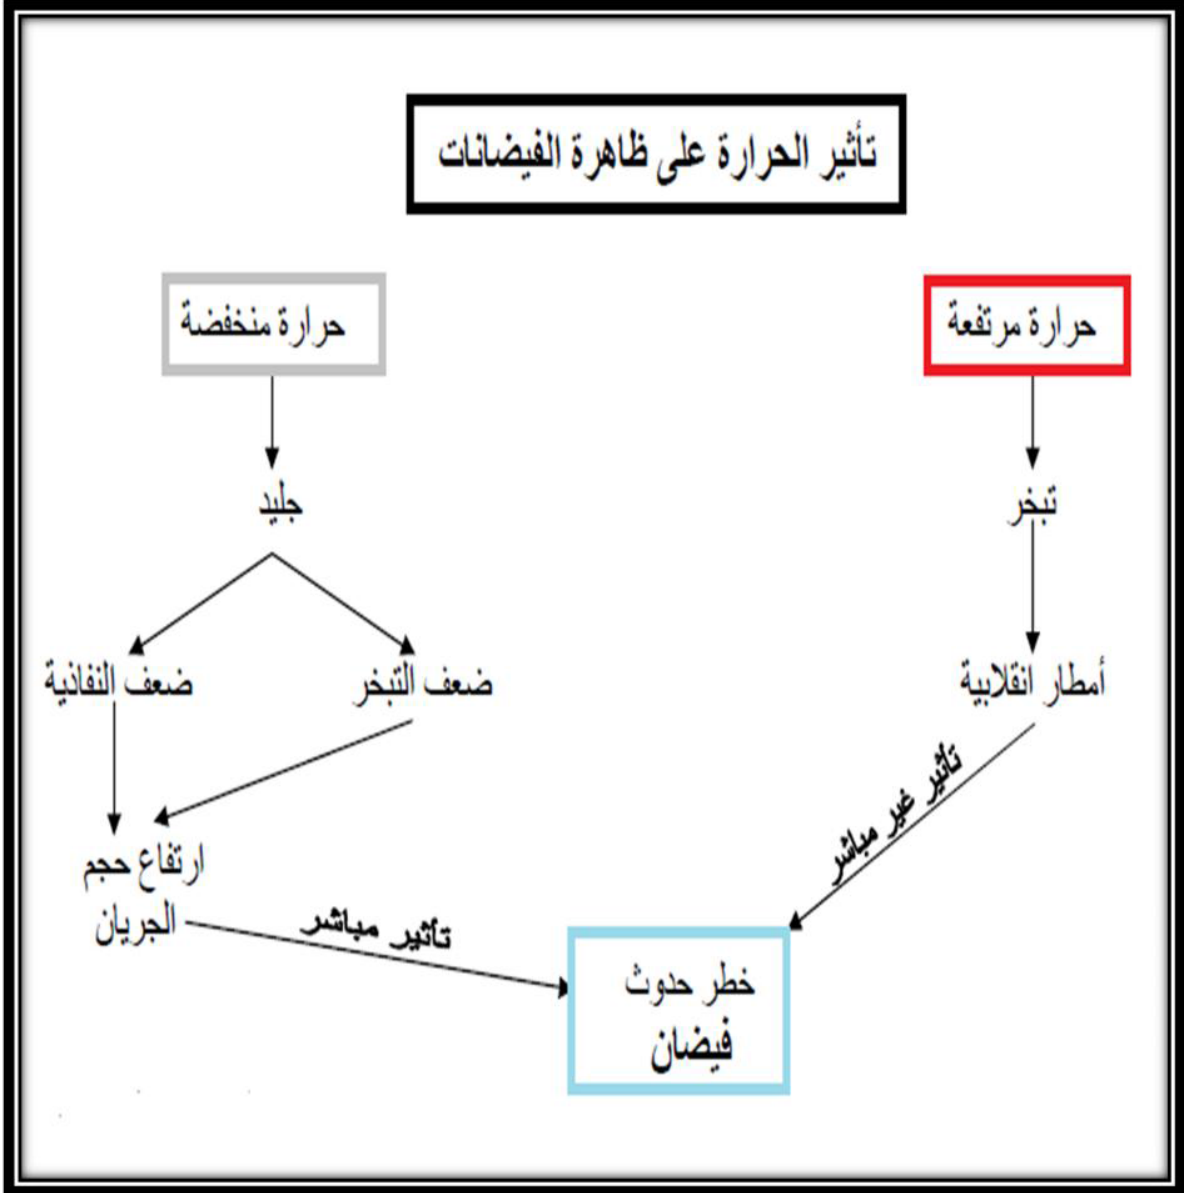 تأثير الحرارة على ظاهرة الفيضانات
حرارة مرتفعة
حرارة منخفضة
تبخر
جليد
أمطار انقلابية
ضعف التبخر
ضعف النفاذية
تأثير غير مباشر
ارتفاع حجم
الجريان
تأثير مباشر
خطر حدوث
فيضان